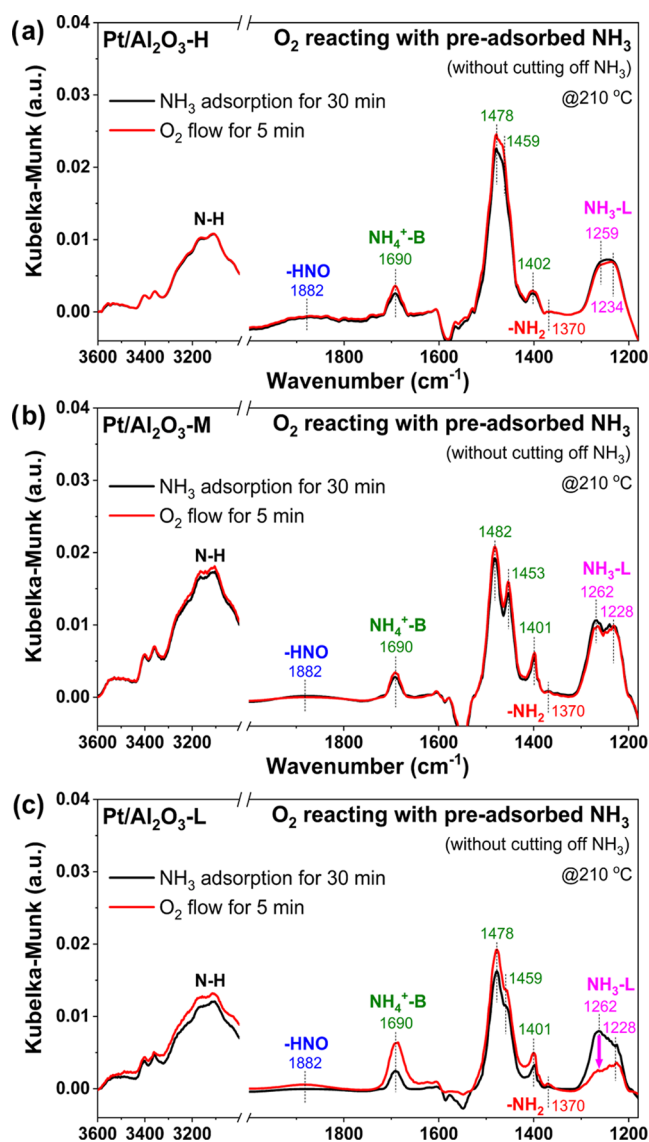 (a)
Pt/Al₂O₃-H
O₂ reacting with pre-adsorbed NH₃
(without cutting off NH₃)
@210 °C
NH₃ adsorption for 30 min
O₂ flow for 5 min
N-H
-HNO
1882
NH₄⁺-B
1690
1478
1459
1402
-NH₂ 1370
NH₃-L
1259
1234
Kubelka-Munk (a.u.)
0.04
0.03
0.02
0.01
0.00
3600 3200 1800 1600 1400 1200
Wavenumber (cm⁻¹)
(b)
Pt/Al₂O₃-M
O₂ reacting with pre-adsorbed NH₃
(without cutting off NH₃)
@210 °C
NH₃ adsorption for 30 min
O₂ flow for 5 min
N-H
-HNO
1882
NH₄⁺-B
1690
1482
1453
1401
-NH₂ 1370
NH₃-L
1262
1228
Kubelka-Munk (a.u.)
0.04
0.03
0.02
0.01
0.00
3600 3200 1800 1600 1400 1200
Wavenumber (cm⁻¹)
(c)
Pt/Al₂O₃-L
O₂ reacting with pre-adsorbed NH₃
(without cutting off NH₃)
@210 °C
NH₃ adsorption for 30 min
O₂ flow for 5 min
N-H
-HNO
1882
NH₄⁺-B
1690
1478
1459
1401
-NH₂ 1370
NH₃-L
1262
1228
Kubelka-Munk (a.u.)
0.04
0.03
0.02
0.01
0.00
3600 3200 1800 1600 1400 1200
Wavenumber (cm⁻¹)